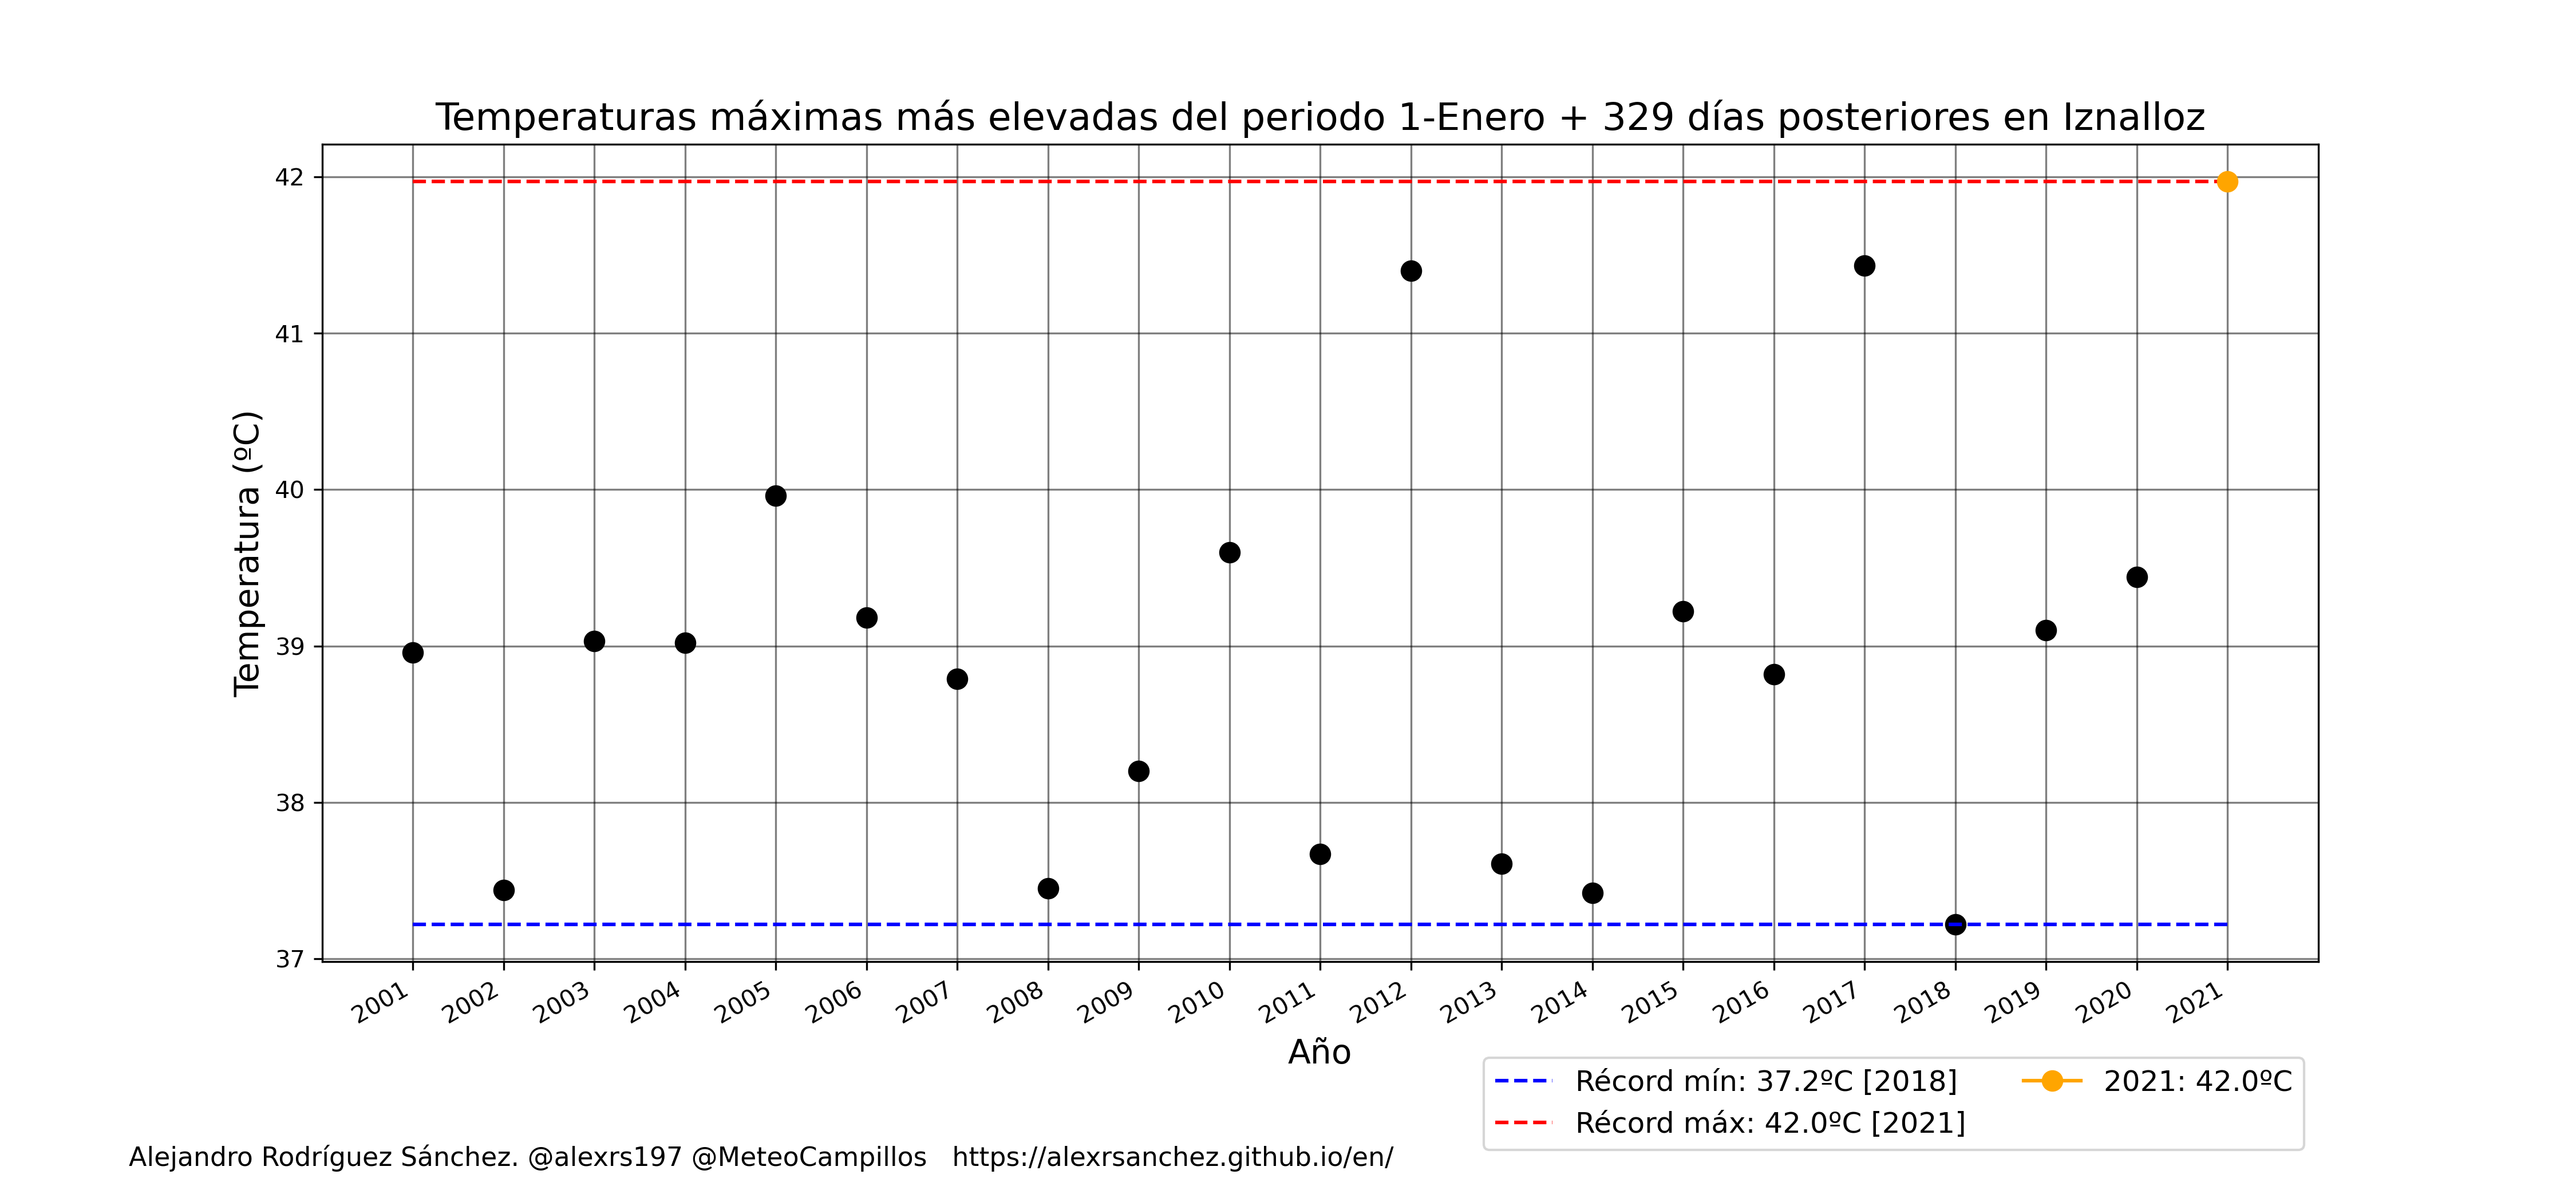 Temperaturas máximas más elevadas del periodo 1-Enero + 329 días posteriores en Iznalloz
42
41
40
39
38
37
Temperatura (ºC)
2001 2002 2003 2004 2005 2006 2007 2008 2009 2010 2011 2012 2013 2014 2015 2016 2017 2018 2019 2020 2021
Año
Récord mín: 37.2ºC [2018]
Récord máx: 42.0ºC [2021]
2021: 42.0ºC
Alejandro Rodríguez Sánchez. @alexrs197 @MeteoCampillos https://alexrsanchez.github.io/en/